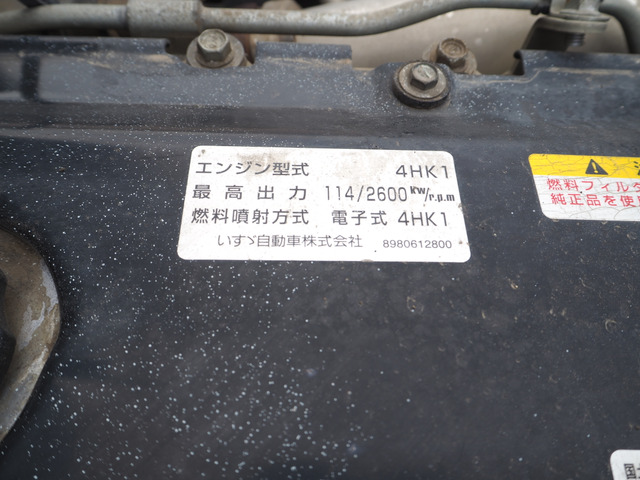 エンジン型式 4HK1
最高出力 114/2600 kw/r.p.m
燃料噴射方式 電子式 4HK1
いすゞ自動車株式会社 8980612800
燃料フィルタ
純正品を使